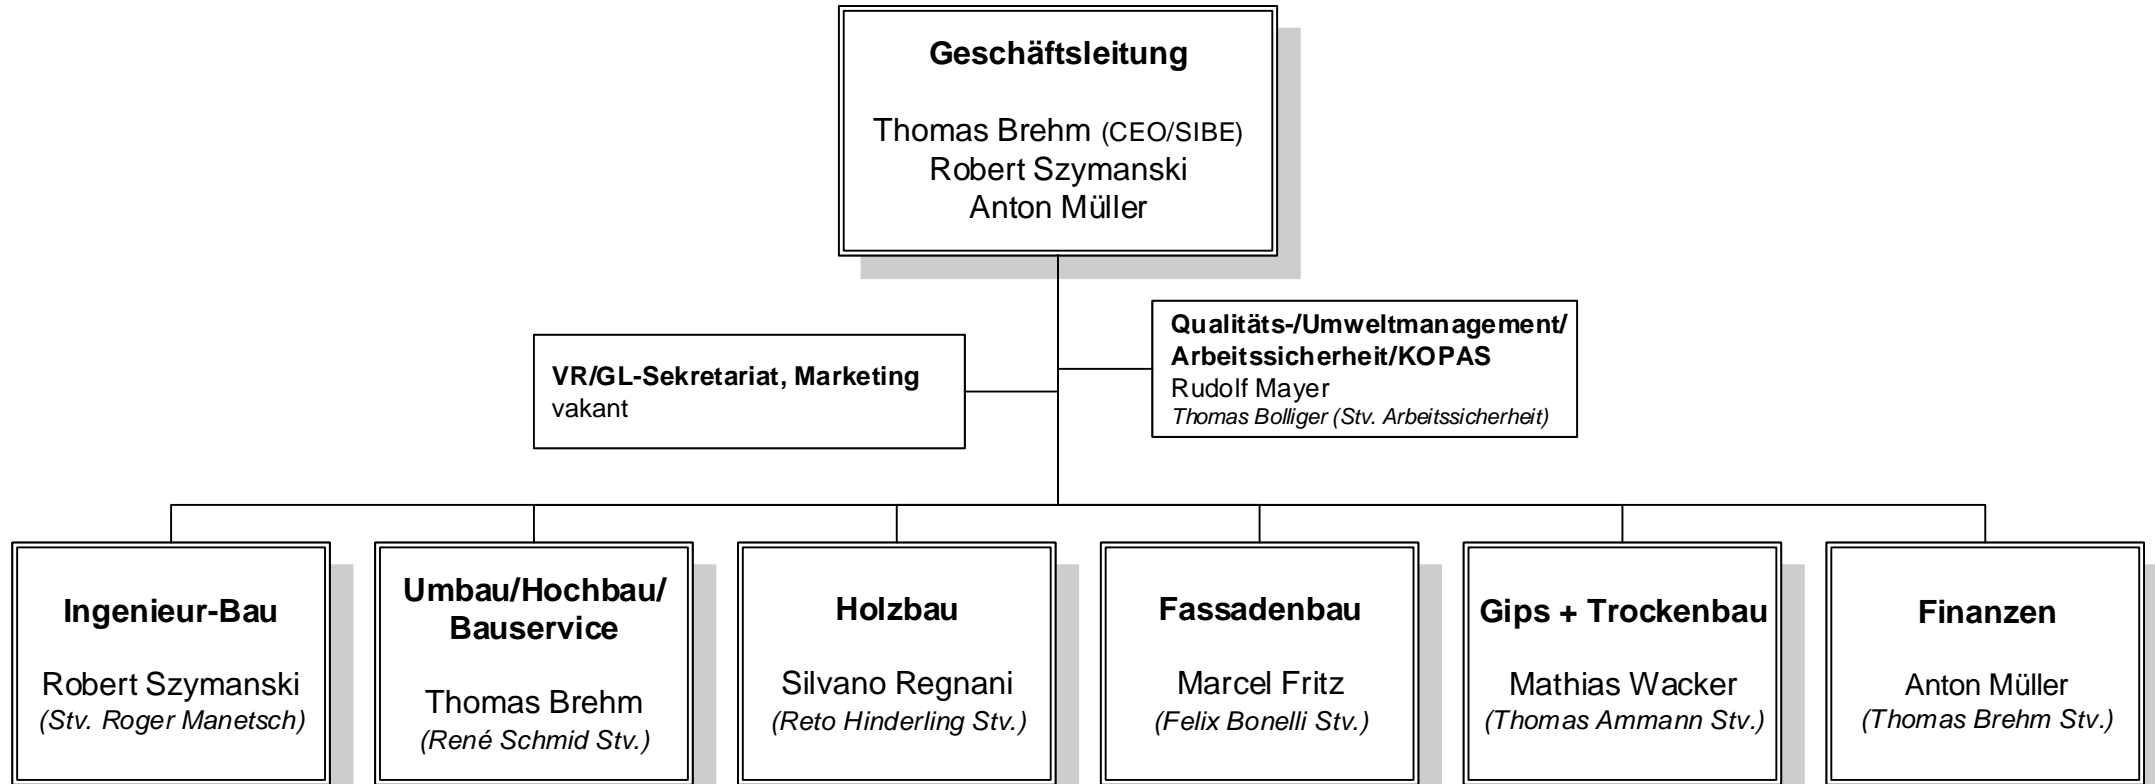 Geschäftsleitung
Thomas Brehm (CEO/SIBE)
Robert Szymanski
Anton Müller
Qualitäts-/Umweltmanagement/
Arbeitssicherheit/KOPAS
Rudolf Mayer
Thomas Bolliger (Stv. Arbeitssicherheit)
VR/GL-Sekretariat, Marketing
vakant
Ingenieur-Bau
Robert Szymanski
(Stv. Roger Manetsch)
Umbau/Hochbau/
Bauservice
Thomas Brehm
(René Schmid Stv.)
Holzbau
Silvano Regnani
(Reto Hinderling Stv.)
Fassadenbau
Marcel Fritz
(Felix Bonelli Stv.)
Gips + Trockenbau
Mathias Wacker
(Thomas Ammann Stv.)
Finanzen
Anton Müller
(Thomas Brehm Stv.)